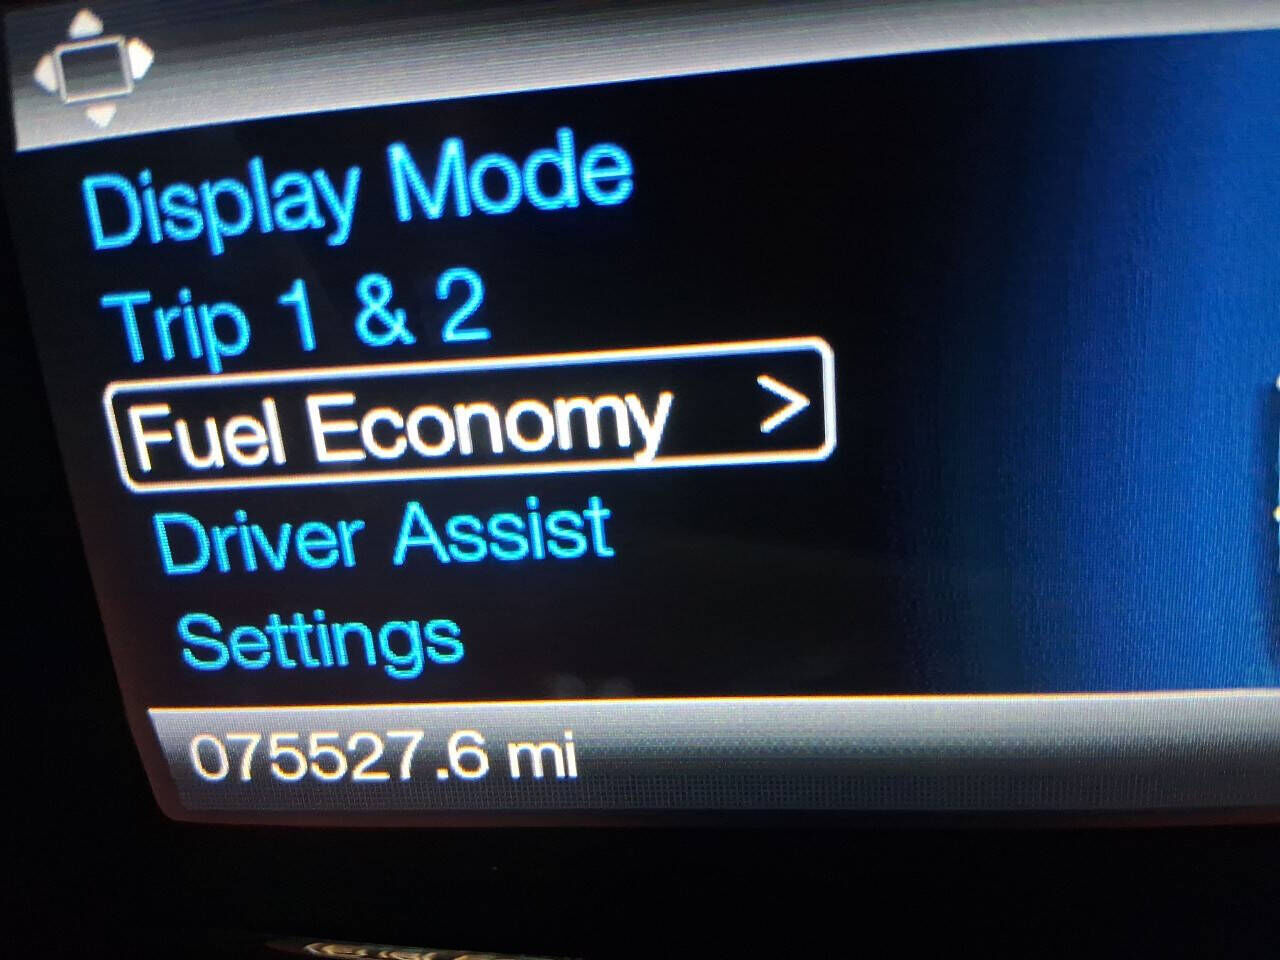 Display Mode
Trip 1 & 2
Fuel Economy >
Driver Assist
Settings
075527.6 mi